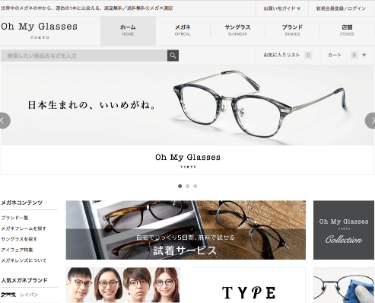 世界中のメガネの中から、運命の1本に出会える。返品無料／送料無料のメガネ通販
お買い物ガイド ▼
新規会員登録/ログイン
Oh My Glasses
TOKYO
ホーム
HOME
メガネ
OPTICAL
サングラス
SUNGLASS
ブランド
BRANDS
店舗
STORES
検索したい商品名などを入力
お気に入りリスト 0
カート 0 ▼
日本生まれの、いいめがね。
Oh My Glasses
TOKYO
メガネコンテンツ
ブランド一覧
メガネフレームを探す
サングラスを探す
アイウェア特集
メガネレンズについて
自宅でじっくり5日間、無料で試せる
試着サービス
Oh My Glasses
TOKYO
Collection
人気メガネブランド
レイバン
TYPE